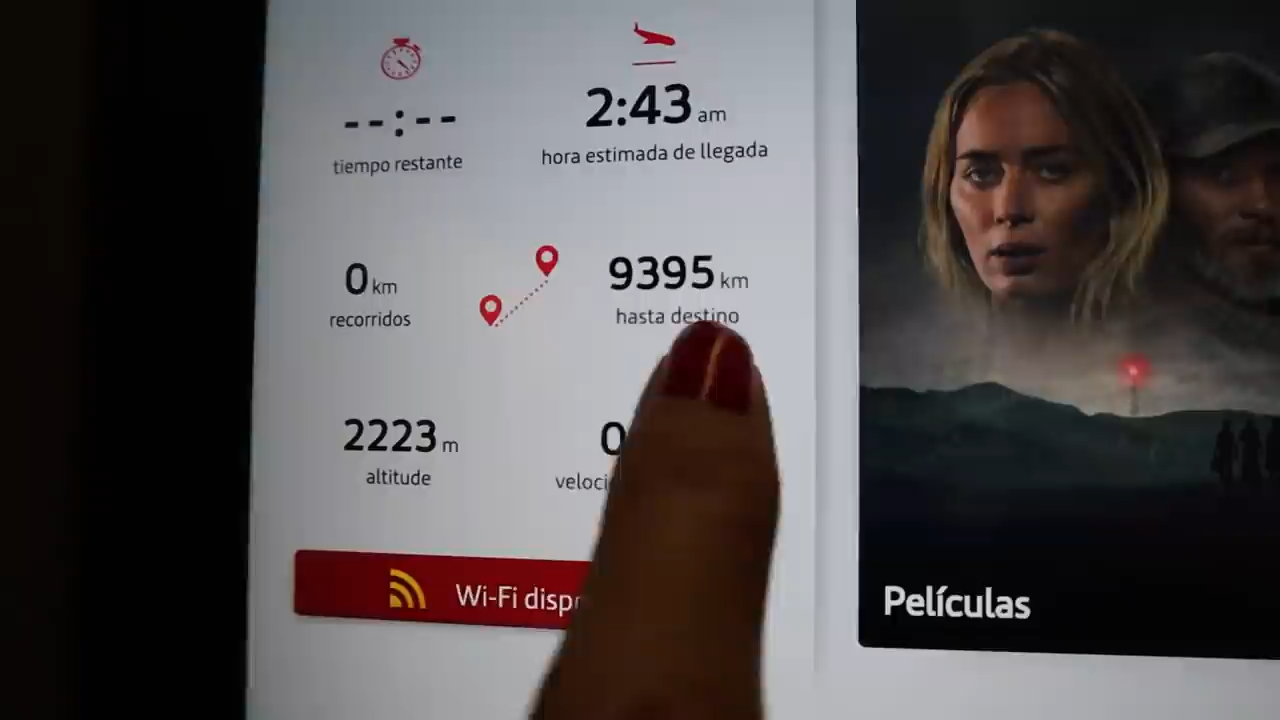 --:--
tiempo restante
2:43 am
hora estimada de llegada
0 km
recorridos
9395 km
hasta destino
2223 m
altitude
0
Wi-Fi
Películas